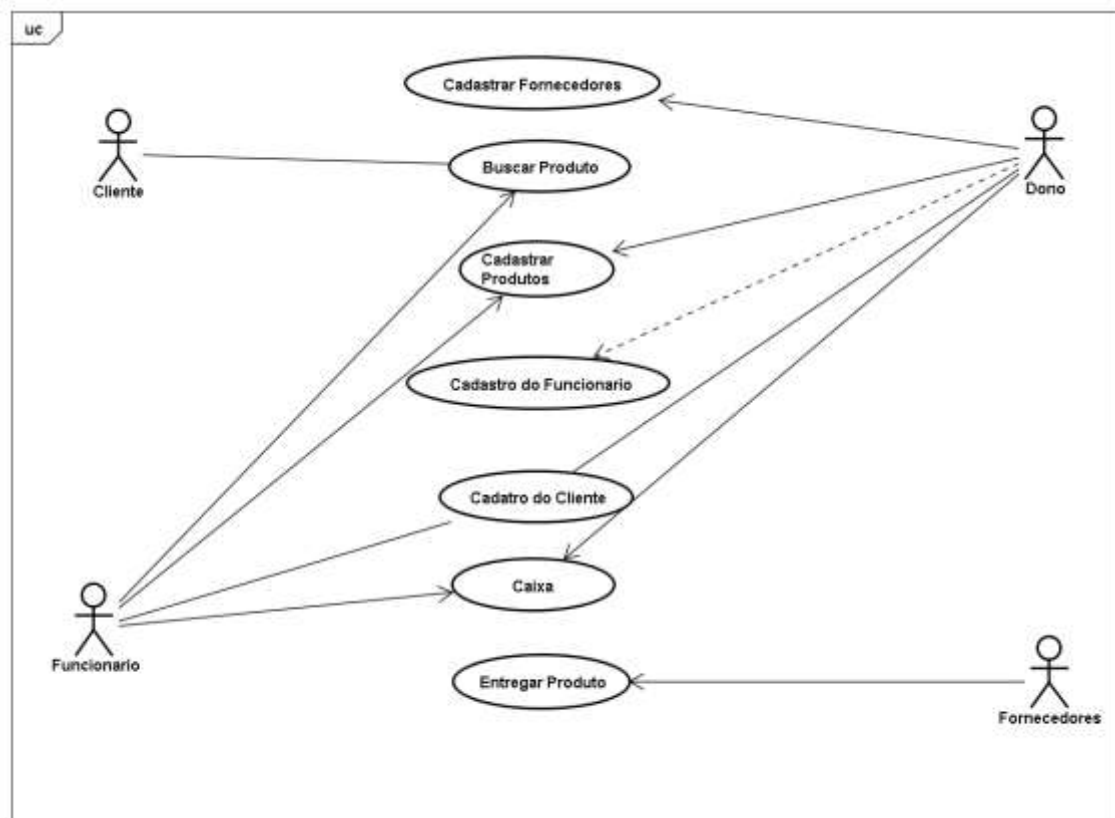 uc
Cadastrar Fornecedores
Cliente
Buscar Produto
Dono
Cadastrar
Produtos
Cadastro do Funcionario
Cadatro do Cliente
Caixa
Funcionario
Entregar Produto
Fornecedores